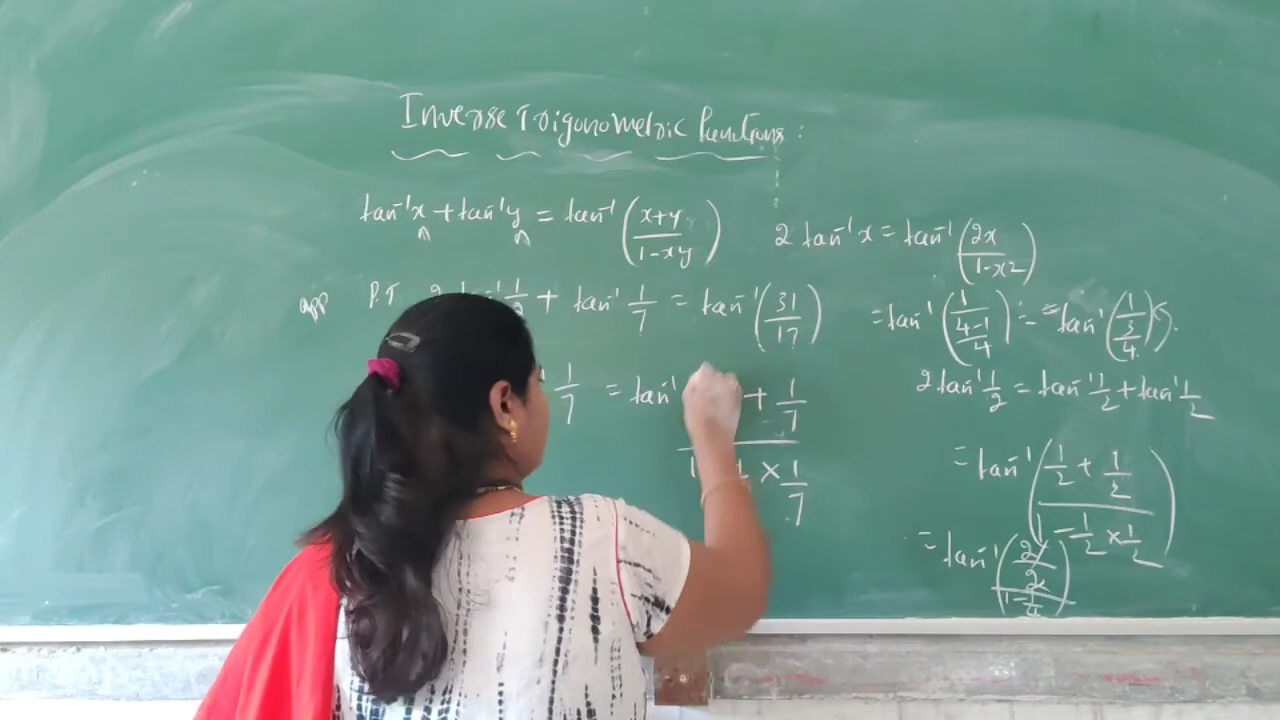 Inverse Trigonometric Functions :
tan⁻¹x + tan⁻¹y = tan⁻¹((x+y)/(1-xy))
app P.T 2 tan⁻¹ 1/2 + tan⁻¹ 1/7 = tan⁻¹(31/17)
1/7 = tan⁻¹ + 1/7
1 × 1/7
2 tan⁻¹x = tan⁻¹(2x/(1-x2))
= tan⁻¹(1/((4-1)/4)) = tan⁻¹(1/(3/4))
2 tan⁻¹ 1/2 = tan⁻¹ 1/2 + tan⁻¹ 1/2
= tan⁻¹((1/2 + 1/2)/(1 - 1/2 × 1/2))
= tan⁻¹((2/2)/(1-1/4))